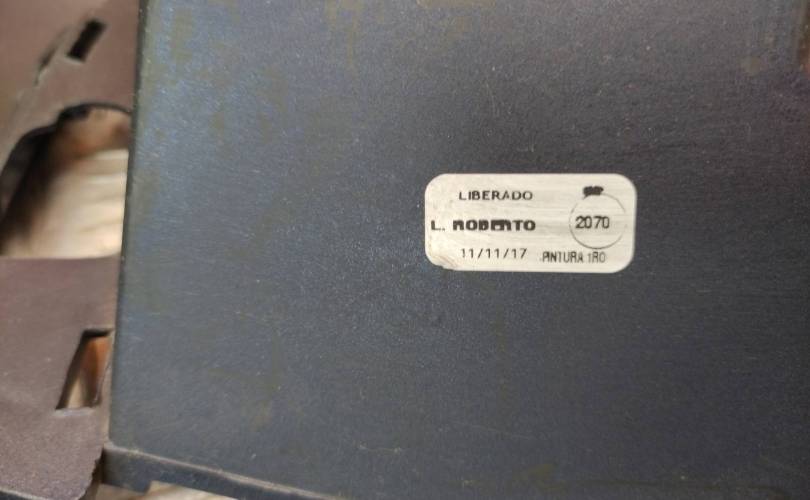 LIBERADO
L. ROBERTO 2070
11/11/17 PINTURA 1RO